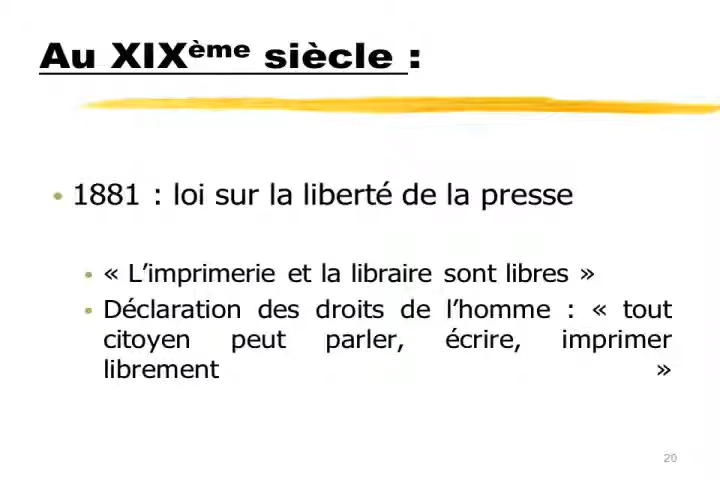 Au XIXème siècle :
• 1881 : loi sur la liberté de la presse
• « L’imprimerie et la libraire sont libres »
• Déclaration des droits de l’homme : « tout
citoyen peut parler, écrire, imprimer
librement »
20